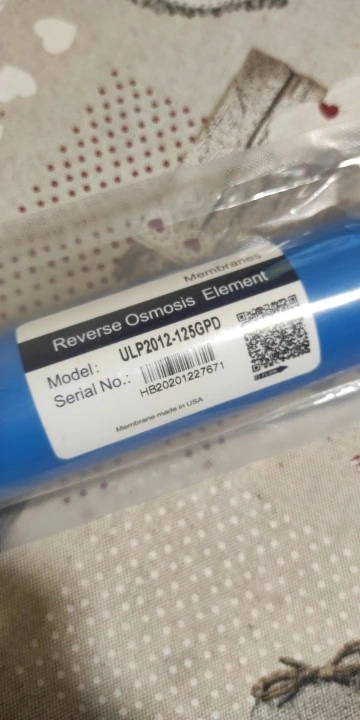 Membranes
Reverse Osmosis Element
Model: ULP2012-125GPD
Serial No.:
HB20201227671
Membrane made in USA